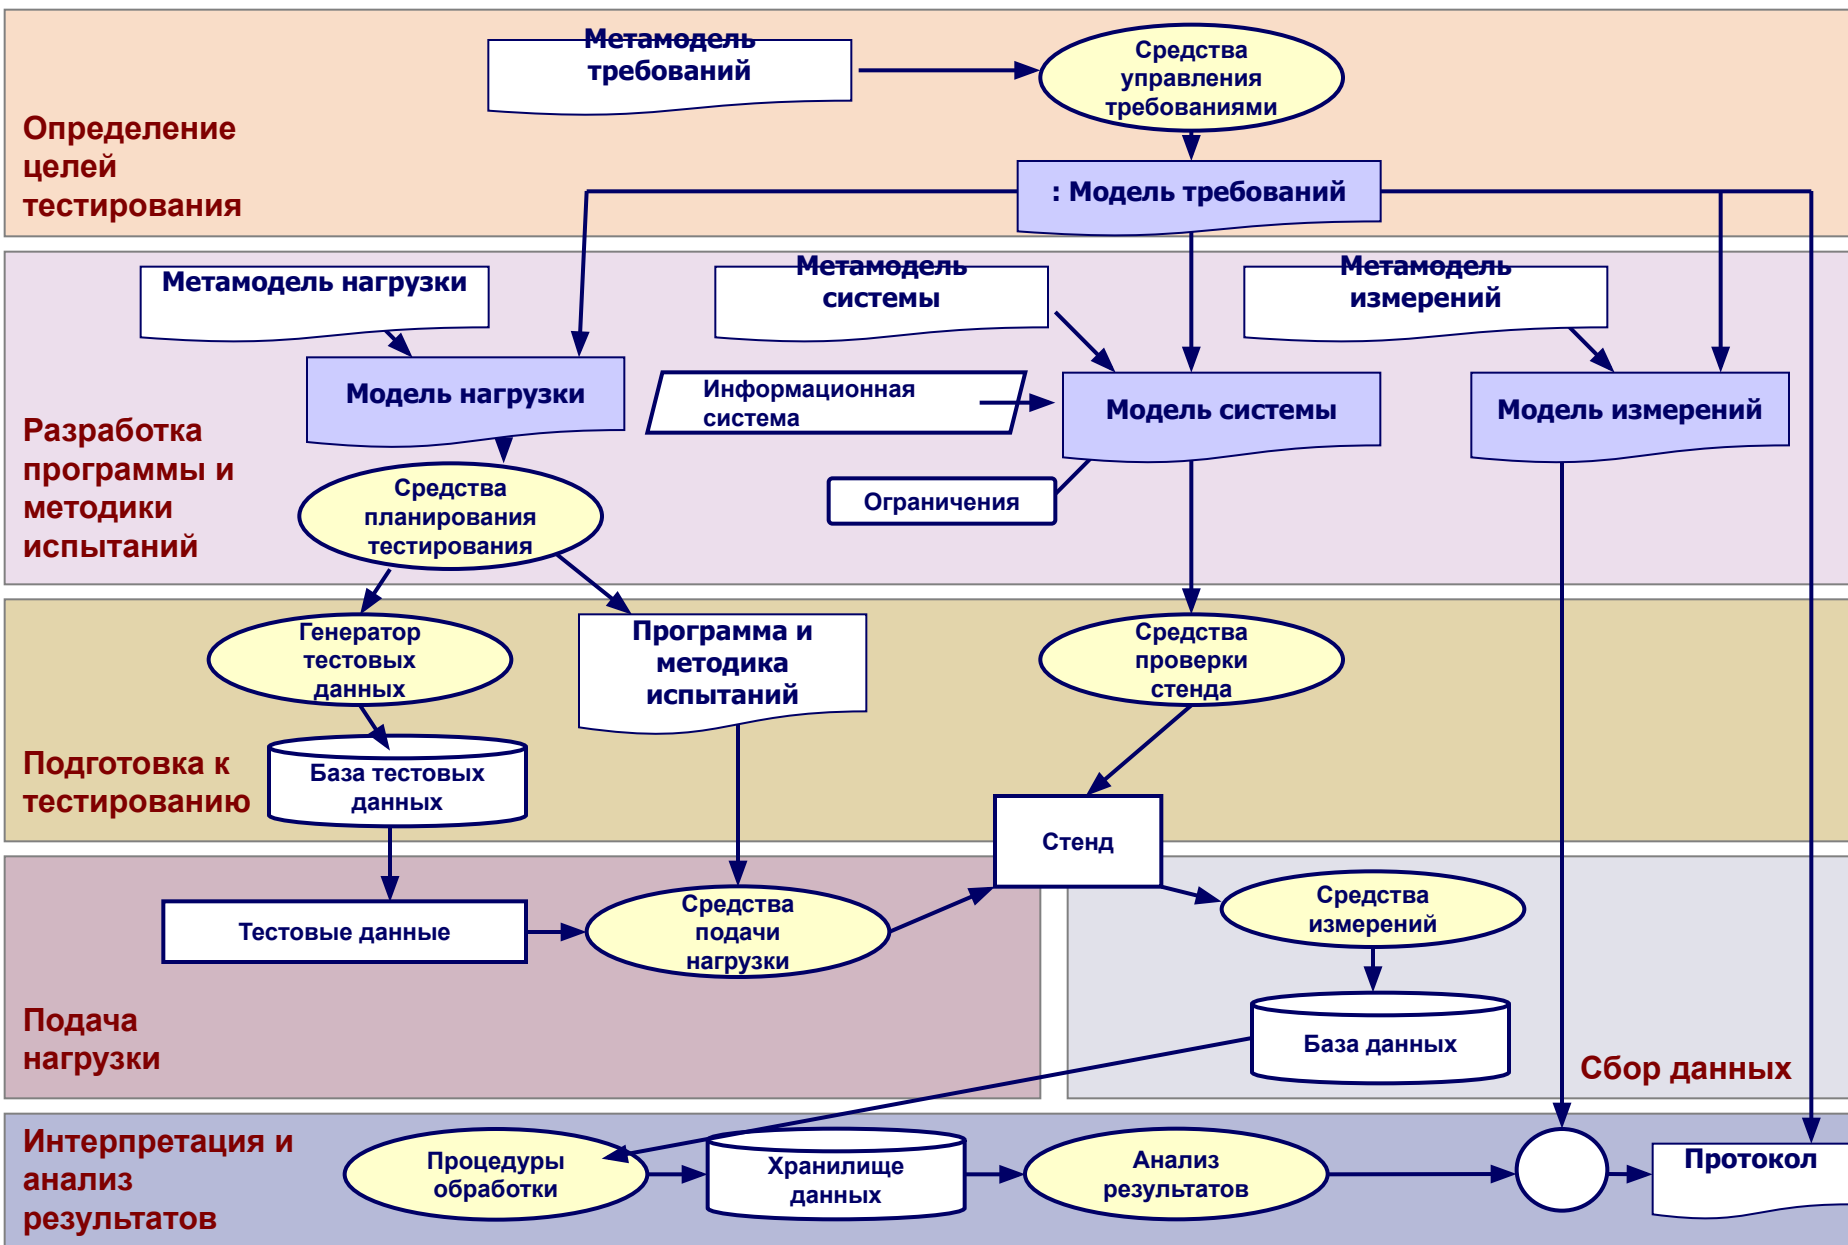 Метамодель
требований
Средства
управления
требованиями
Определение
целей
тестирования
: Модель требований
Метамодель нагрузки
Метамодель
системы
Метамодель
измерений
Модель нагрузки
Информационная
система
Модель системы
Модель измерений
Разработка
программы и
методики
испытаний
Средства
планирования
тестирования
Ограничения
Генератор
тестовых
данных
Программа и
методика
испытаний
Средства
проверки
стенда
Подготовка к
тестированию
База тестовых
данных
Стенд
Тестовые данные
Средства
подачи
нагрузки
Средства
измерений
Подача
нагрузки
База данных
Сбор данных
Интерпретация и
анализ
результатов
Процедуры
обработки
Хранилище
данных
Анализ
результатов
Протокол